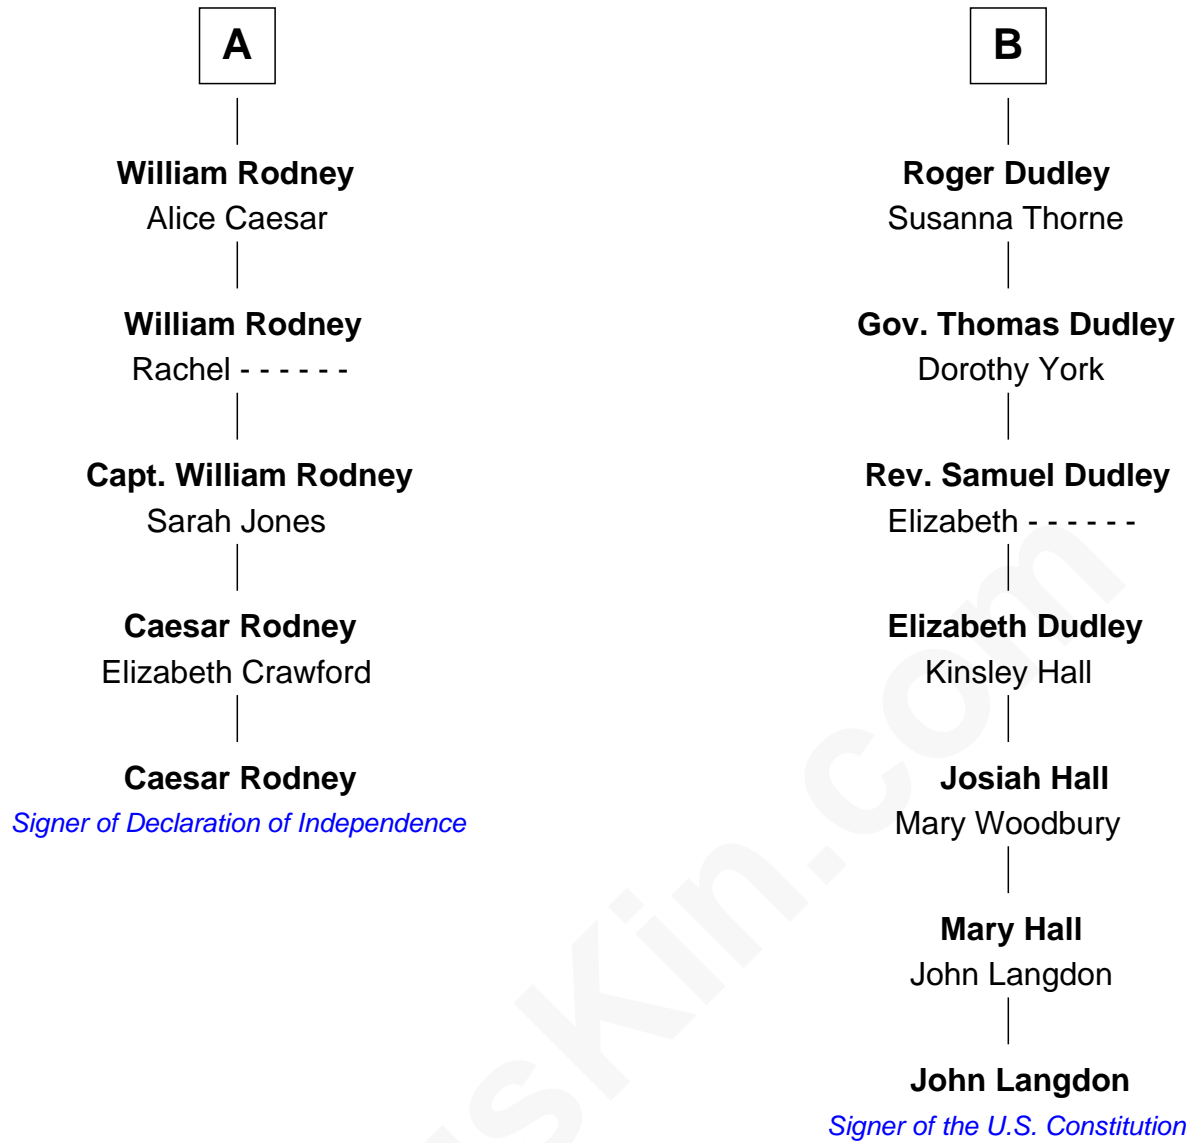 A
William Rodney
Alice Caesar
William Rodney
Rachel - - - - - -
Capt. William Rodney
Sarah Jones
Caesar Rodney
Elizabeth Crawford
Caesar Rodney
Signer of Declaration of Independence
B
Roger Dudley
Susanna Thorne
Gov. Thomas Dudley
Dorothy York
Rev. Samuel Dudley
Elizabeth - - - - - -
Elizabeth Dudley
Kinsley Hall
Josiah Hall
Mary Woodbury
Mary Hall
John Langdon
John Langdon
Signer of the U.S. Constitution
sKin.com